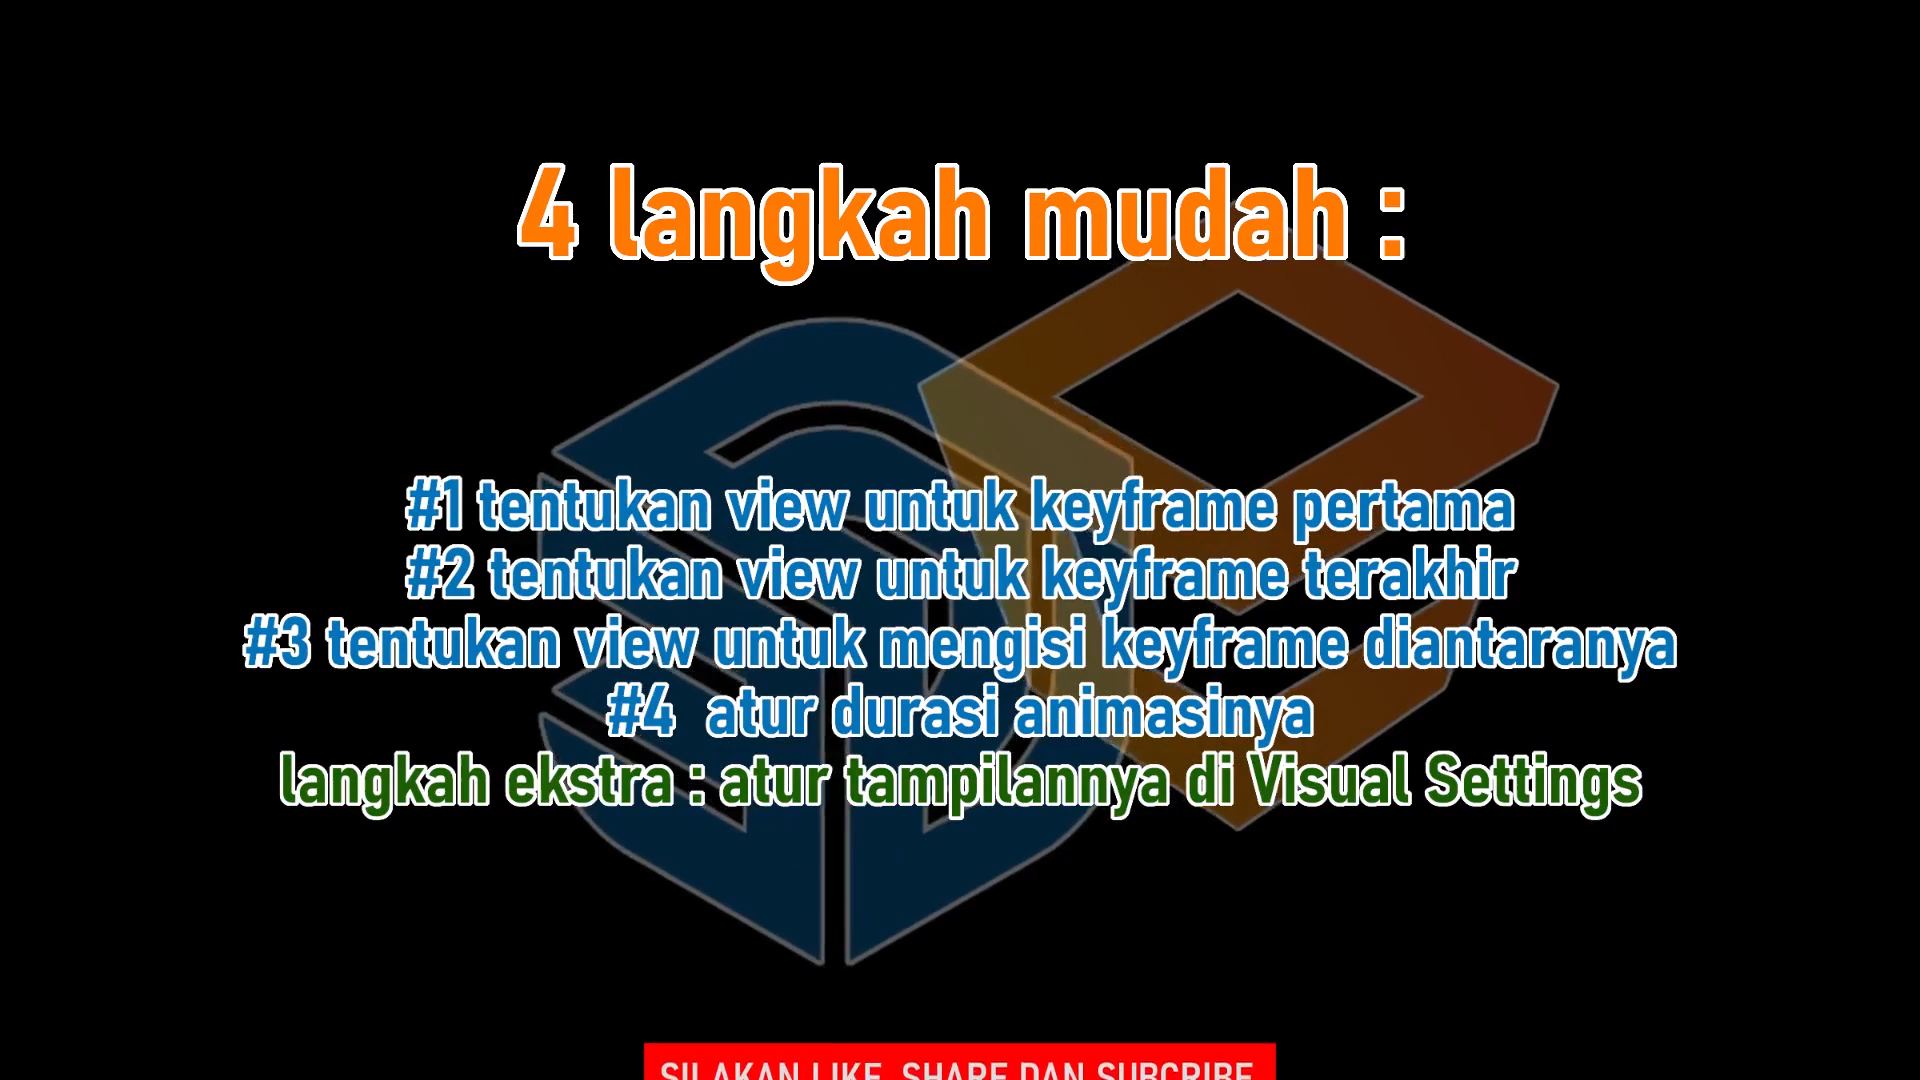 4 langkah mudah :
#1 tentukan view untuk keyframe pertama
#2 tentukan view untuk keyframe terakhir
#3 tentukan view untuk mengisi keyframe diantaranya
#4 atur durasi animasinya
langkah ekstra : atur tampilannya di Visual Settings
SILAKAN LIKE, SHARE DAN SUBCRIBE